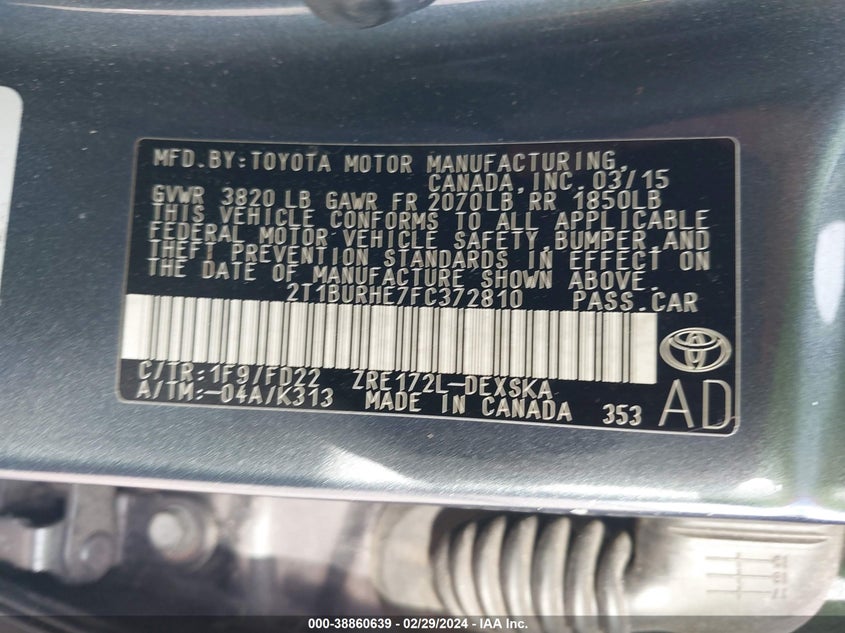 MFD.BY:TOYOTA MOTOR MANUFACTURING,
CANADA,INC.03/15
GVWR 3820LB GAWR FR 2070LB RR 1850LB
THIS VEHICLE CONFORMS TO ALL APPLICABLE
FEDERAL MOTOR VEHICLE SAFETY,BUMPER,AND
THEFT PREVENTION STANDARDS IN EFFECT ON
THE DATE OF MANUFACTURE SHOWN ABOVE.
2T1BURHE7FC372810 PASS.CAR
C/TR:1F9/FD22 ZRE172L-DEXSKA
A/TM:-04A/K313 MADE IN CANADA 353 AD
000-38860639 - 02/29/2024 - IAA Inc.